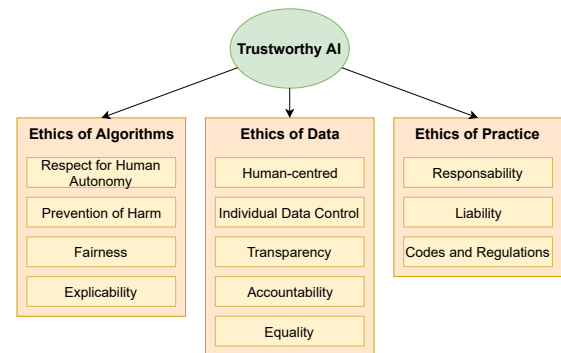 Trustworthy AI
Ethics of Algorithms
Respect for Human
Autonomy
Prevention of Harm
Fairness
Explicability
Ethics of Data
Human-centred
Individual Data Control
Transparency
Accountability
Equality
Ethics of Practice
Responsability
Liability
Codes and Regulations